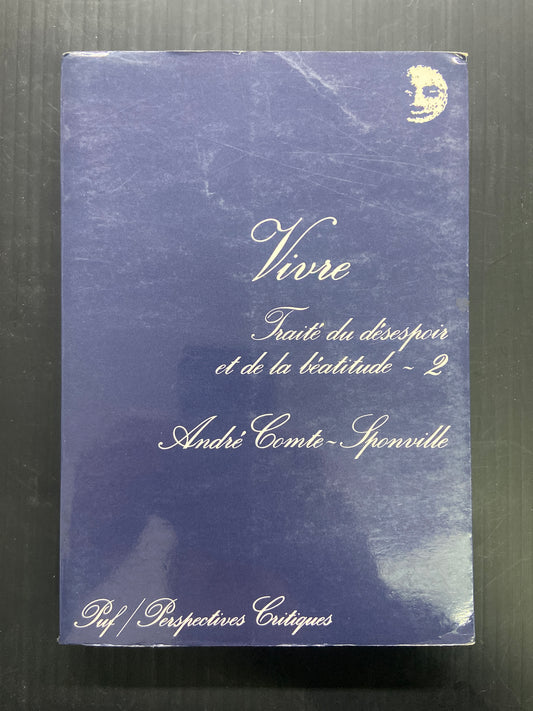 Vivre
Traité du désespoir
et de la béatitude ~ 2
André Comte-Sponville
Puf / Perspectives Critiques